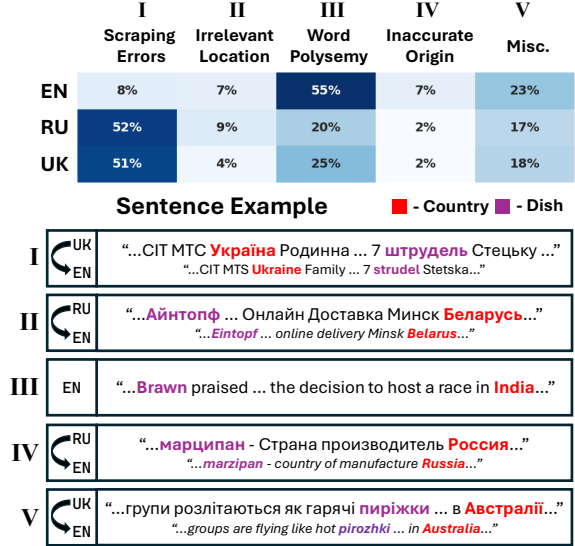 I II III IV V
Scraping Errors Irrelevant Location Word Polysemy Inaccurate Origin Misc.
EN 8% 7% 55% 7% 23%
RU 52% 9% 20% 2% 17%
UK 51% 4% 25% 2% 18%
Sentence Example - Country - Dish
I UK EN
“...СІТ МТС Україна Родинна ... 7 штрудель Стецьку ...”
“...CIT MTS Ukraine Family ... 7 strudel Stetska...”
II RU EN
“...Айнтопф ... Онлайн Доставка Минск Беларусь...”
“...Eintopf ... online delivery Minsk Belarus...”
III EN
“...Brawn praised ... the decision to host a race in India...”
IV RU EN
“...марципан - Страна производитель Россия...”
“...marzipan - country of manufacture Russia...”
V UK EN
“...групи розлітаються як гарячі пиріжки ... в Австралії...”
“...groups are flying like hot pirozhki ... in Australia...”